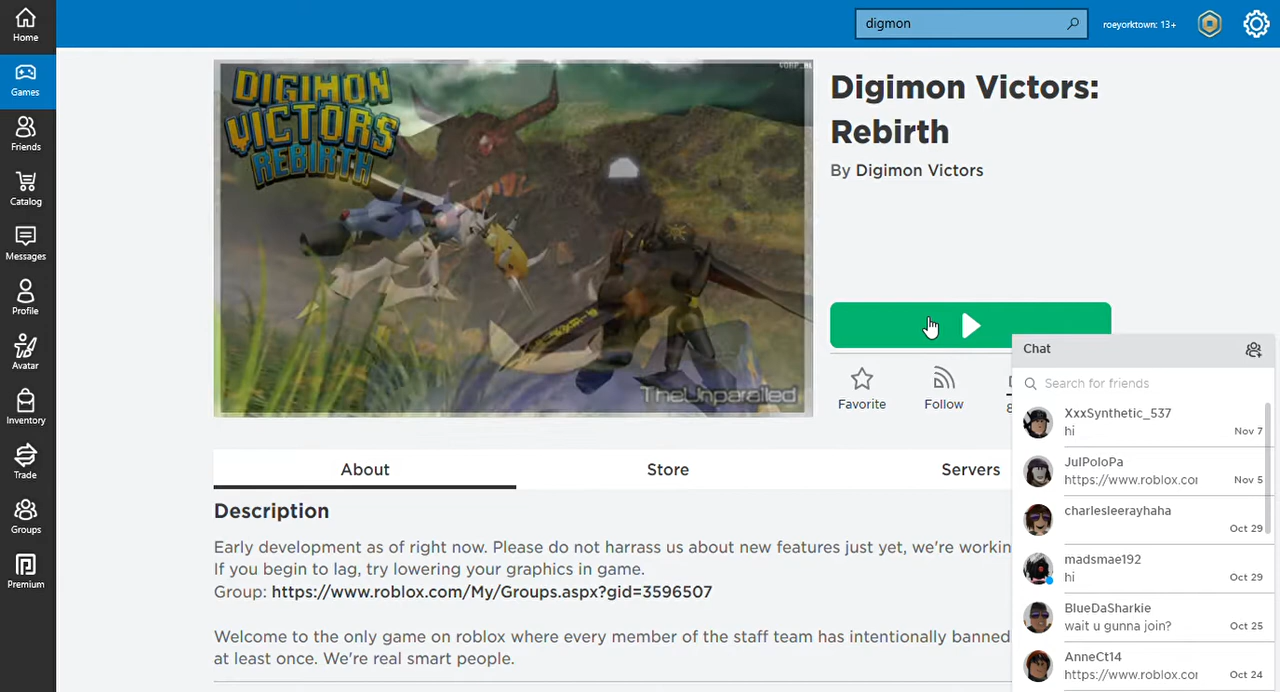 Home
Games
Friends
Catalog
Messages
Profile
Avatar
Inventory
Trade
Groups
Premium
digmon
roeyorktown: 13+
DIGIMON
VICTORS
REBIRTH
TheUnparalled
Digimon Victors:
Rebirth
By Digimon Victors
Favorite
Follow
About
Store
Servers
Description
Early development as of right now. Please do not harrass us about new features just yet, we're workin
If you begin to lag, try lowering your graphics in game.
Group: https://www.roblox.com/My/Groups.aspx?gid=3596507
Welcome to the only game on roblox where every member of the staff team has intentionally banned
at least once. We're real smart people.
Chat
Search for friends
XxxSynthetic_537
hi Nov 7
JulPoloPa
https://www.roblox.cor Nov 5
charlesleerayhaha
Oct 29
madsmae192
hi Oct 29
BlueDaSharkie
wait u gunna join? Oct 25
AnneCt14
https://www.roblox.cor Oct 24